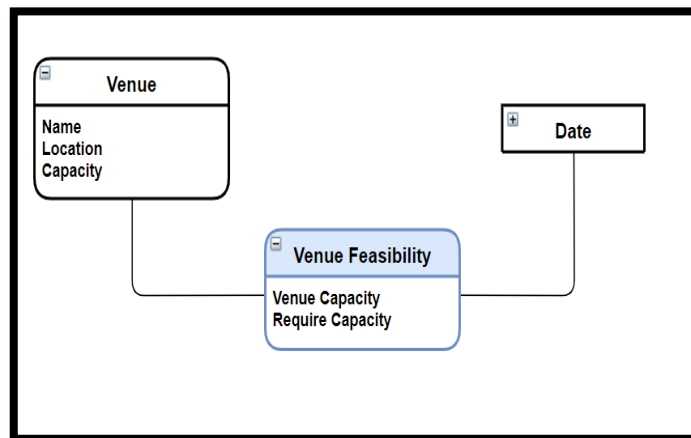 Venue
Name
Location
Capacity
Date
Venue Feasibility
Venue Capacity
Require Capacity